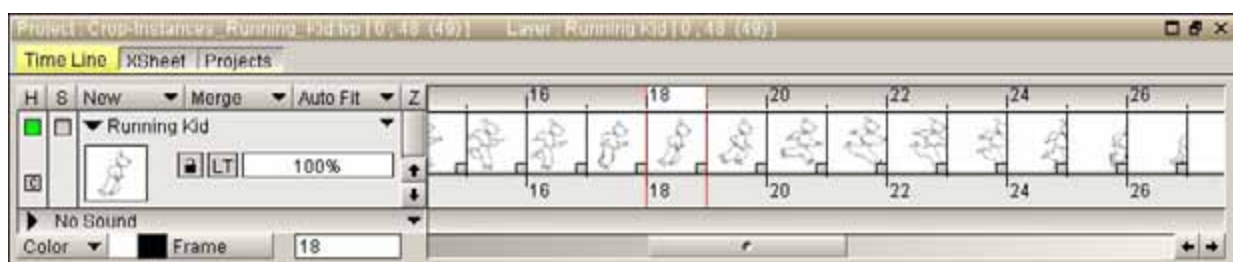 Project: Crop-Instances_Running_Kid.tvp [0 , 48 (49)] Layer: Running Kid [0 , 48 (49)]
Time Line XSheet Projects
H S New Merge Auto Fit Z 16 18 20 22 24 26
Running Kid
LT 100%
C
16 18 20 22 24 26
No Sound
Color Frame 18